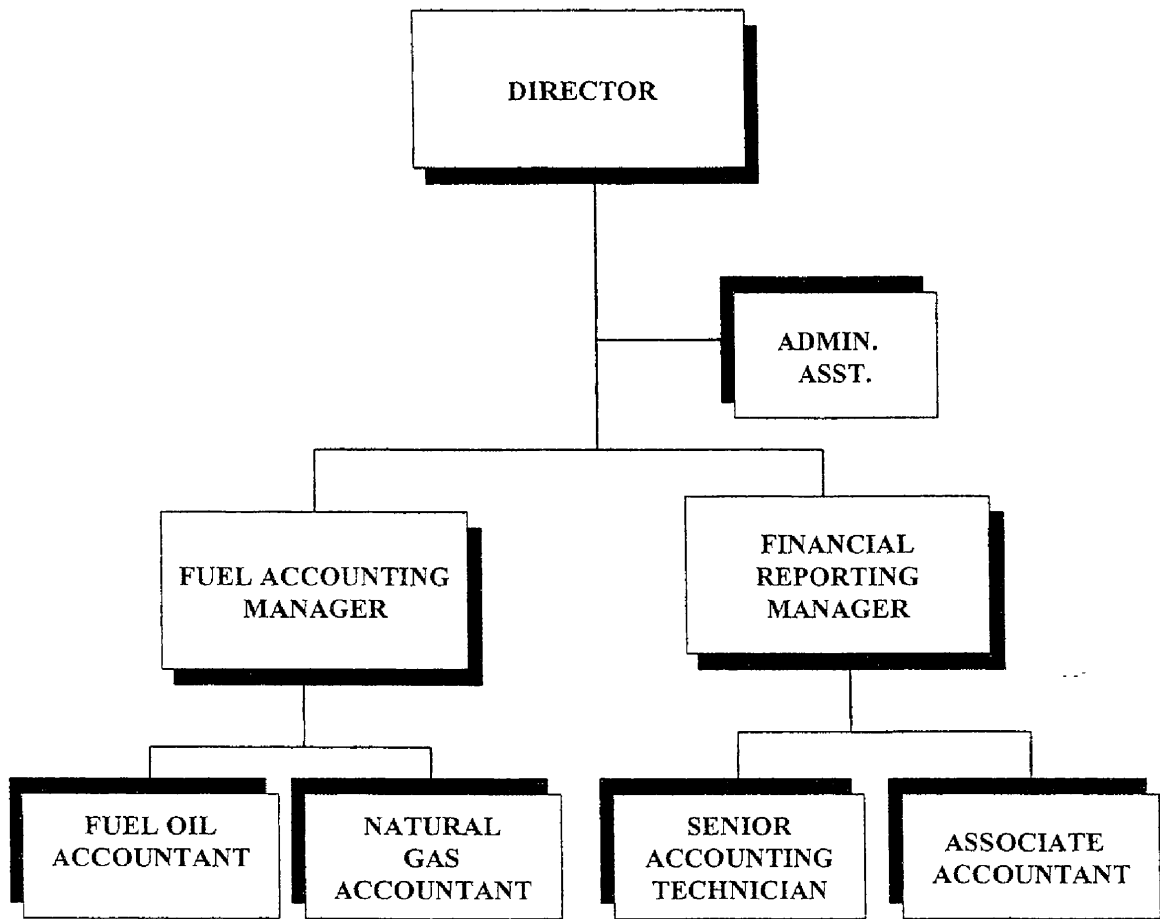 DIRECTOR
ADMIN.
ASST.
FUEL ACCOUNTING
MANAGER
FINANCIAL
REPORTING
MANAGER
FUEL OIL
ACCOUNTANT
NATURAL
GAS
ACCOUNTANT
SENIOR
ACCOUNTING
TECHNICIAN
ASSOCIATE
ACCOUNTANT